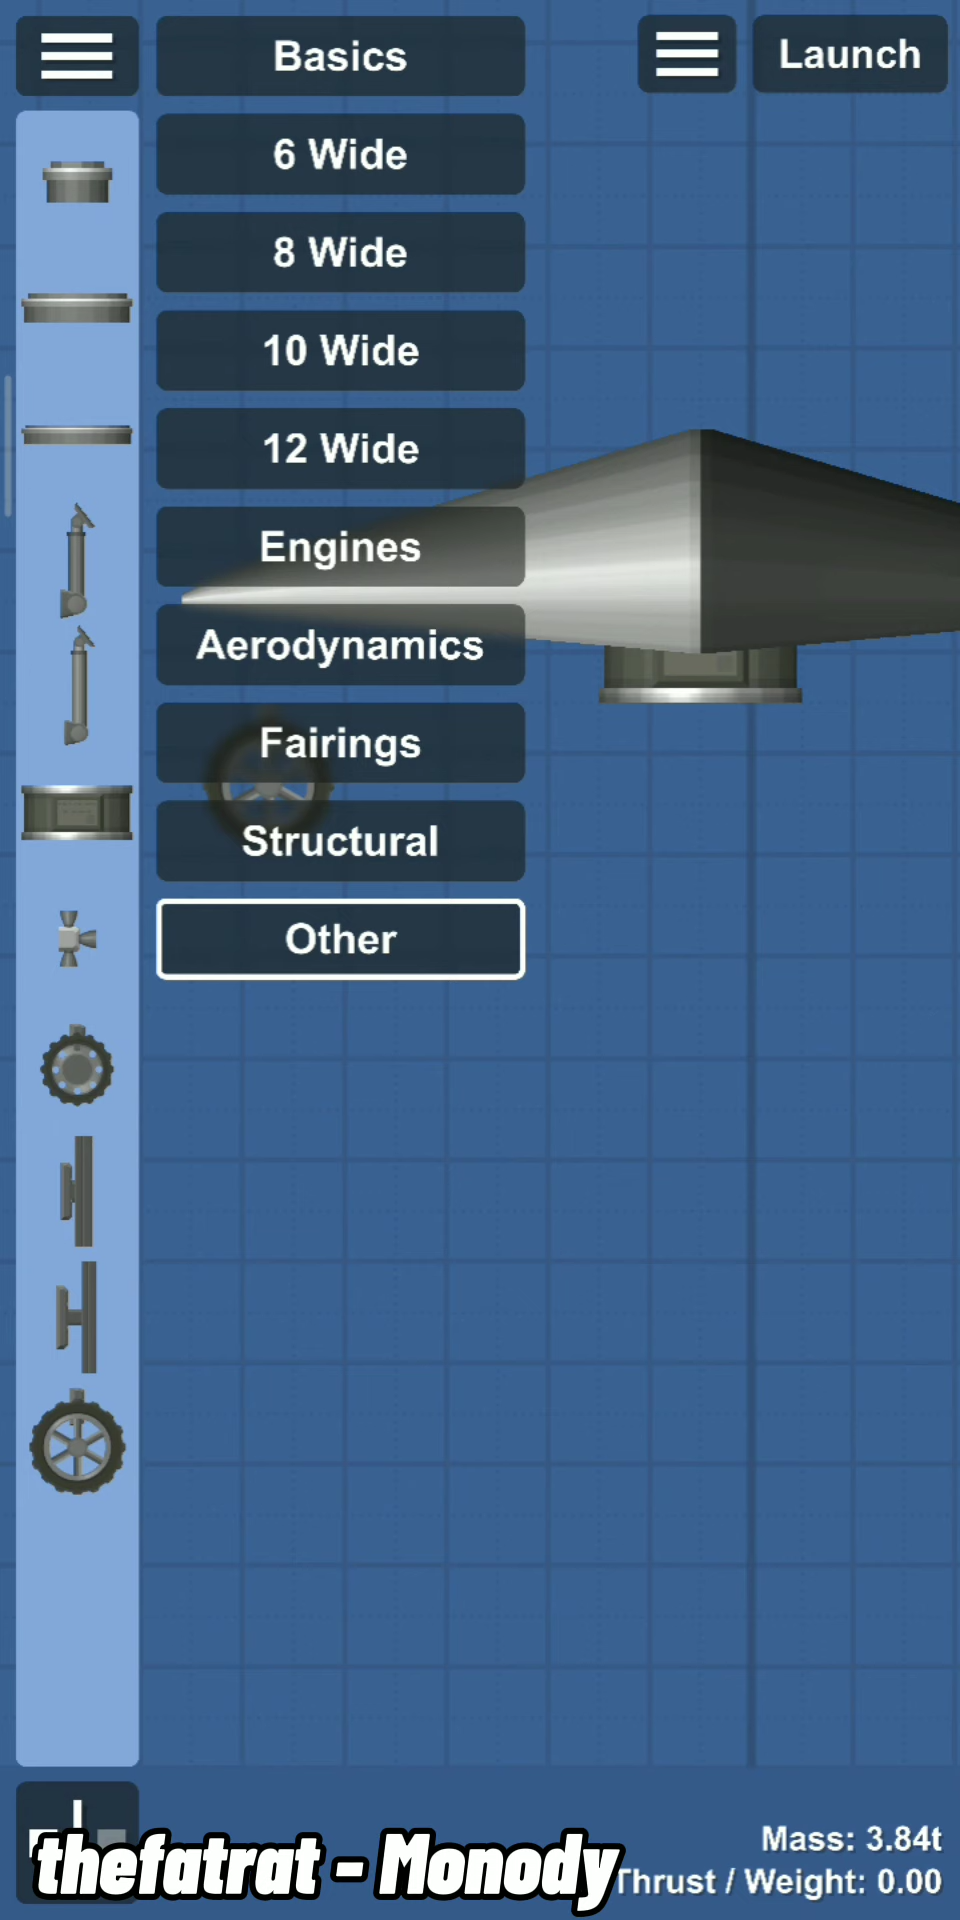 Basics
Launch
6 Wide
8 Wide
10 Wide
12 Wide
Engines
Aerodynamics
Fairings
Structural
Other
Mass: 3.84t
thefatrat - Monody
Thrust / Weight: 0.00